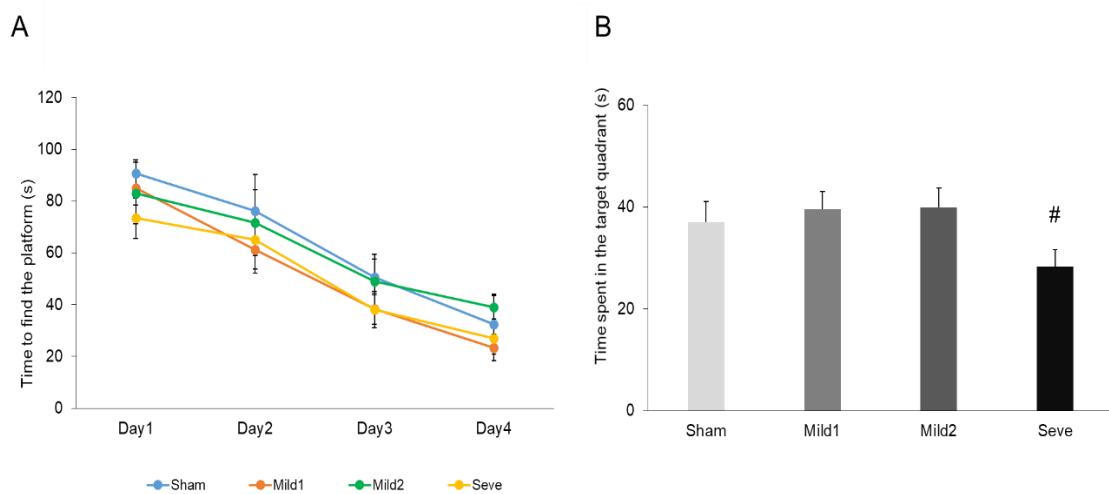 A
Time to find the platform (s)
120
100
80
60
40
20
0
Day1 Day2 Day3 Day4
Sham Mild1 Mild2 Seve
B
Time spent in the target quadrant (s)
60
40
20
0
#
Sham Mild1 Mild2 Seve